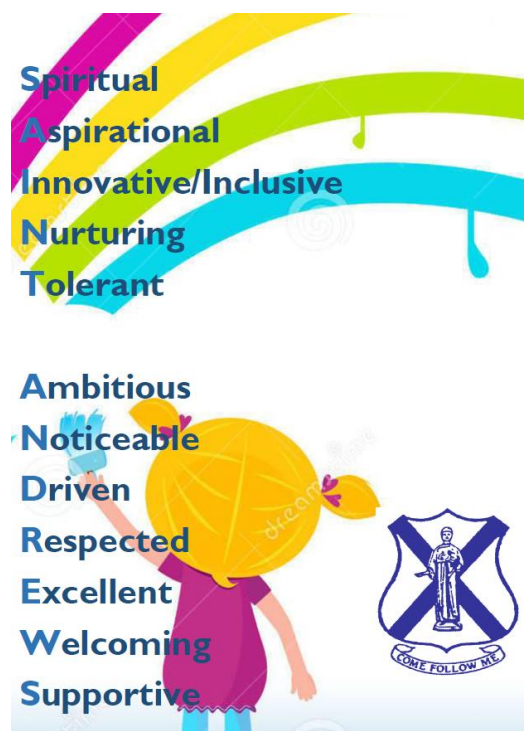 Spiritual
Aspirational
Innovative/Inclusive
Nurturing
Tolerant
Ambitious
Noticeable
Driven
Respected
Excellent
Welcoming
Supportive
COME FOLLOW ME